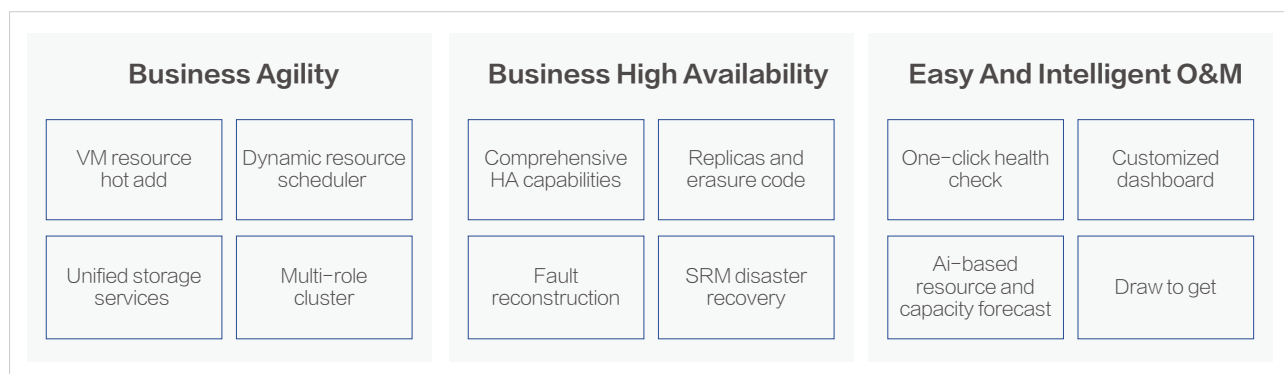 Business Agility
VM resource
hot add
Dynamic resource
scheduler
Unified storage
services
Multi-role
cluster
Business High Availability
Comprehensive
HA capabilities
Replicas and
erasure code
Fault
reconstruction
SRM disaster
recovery
Easy And Intelligent O&M
One-click health
check
Customized
dashboard
Ai-based
resource and
capacity forecast
Draw to get